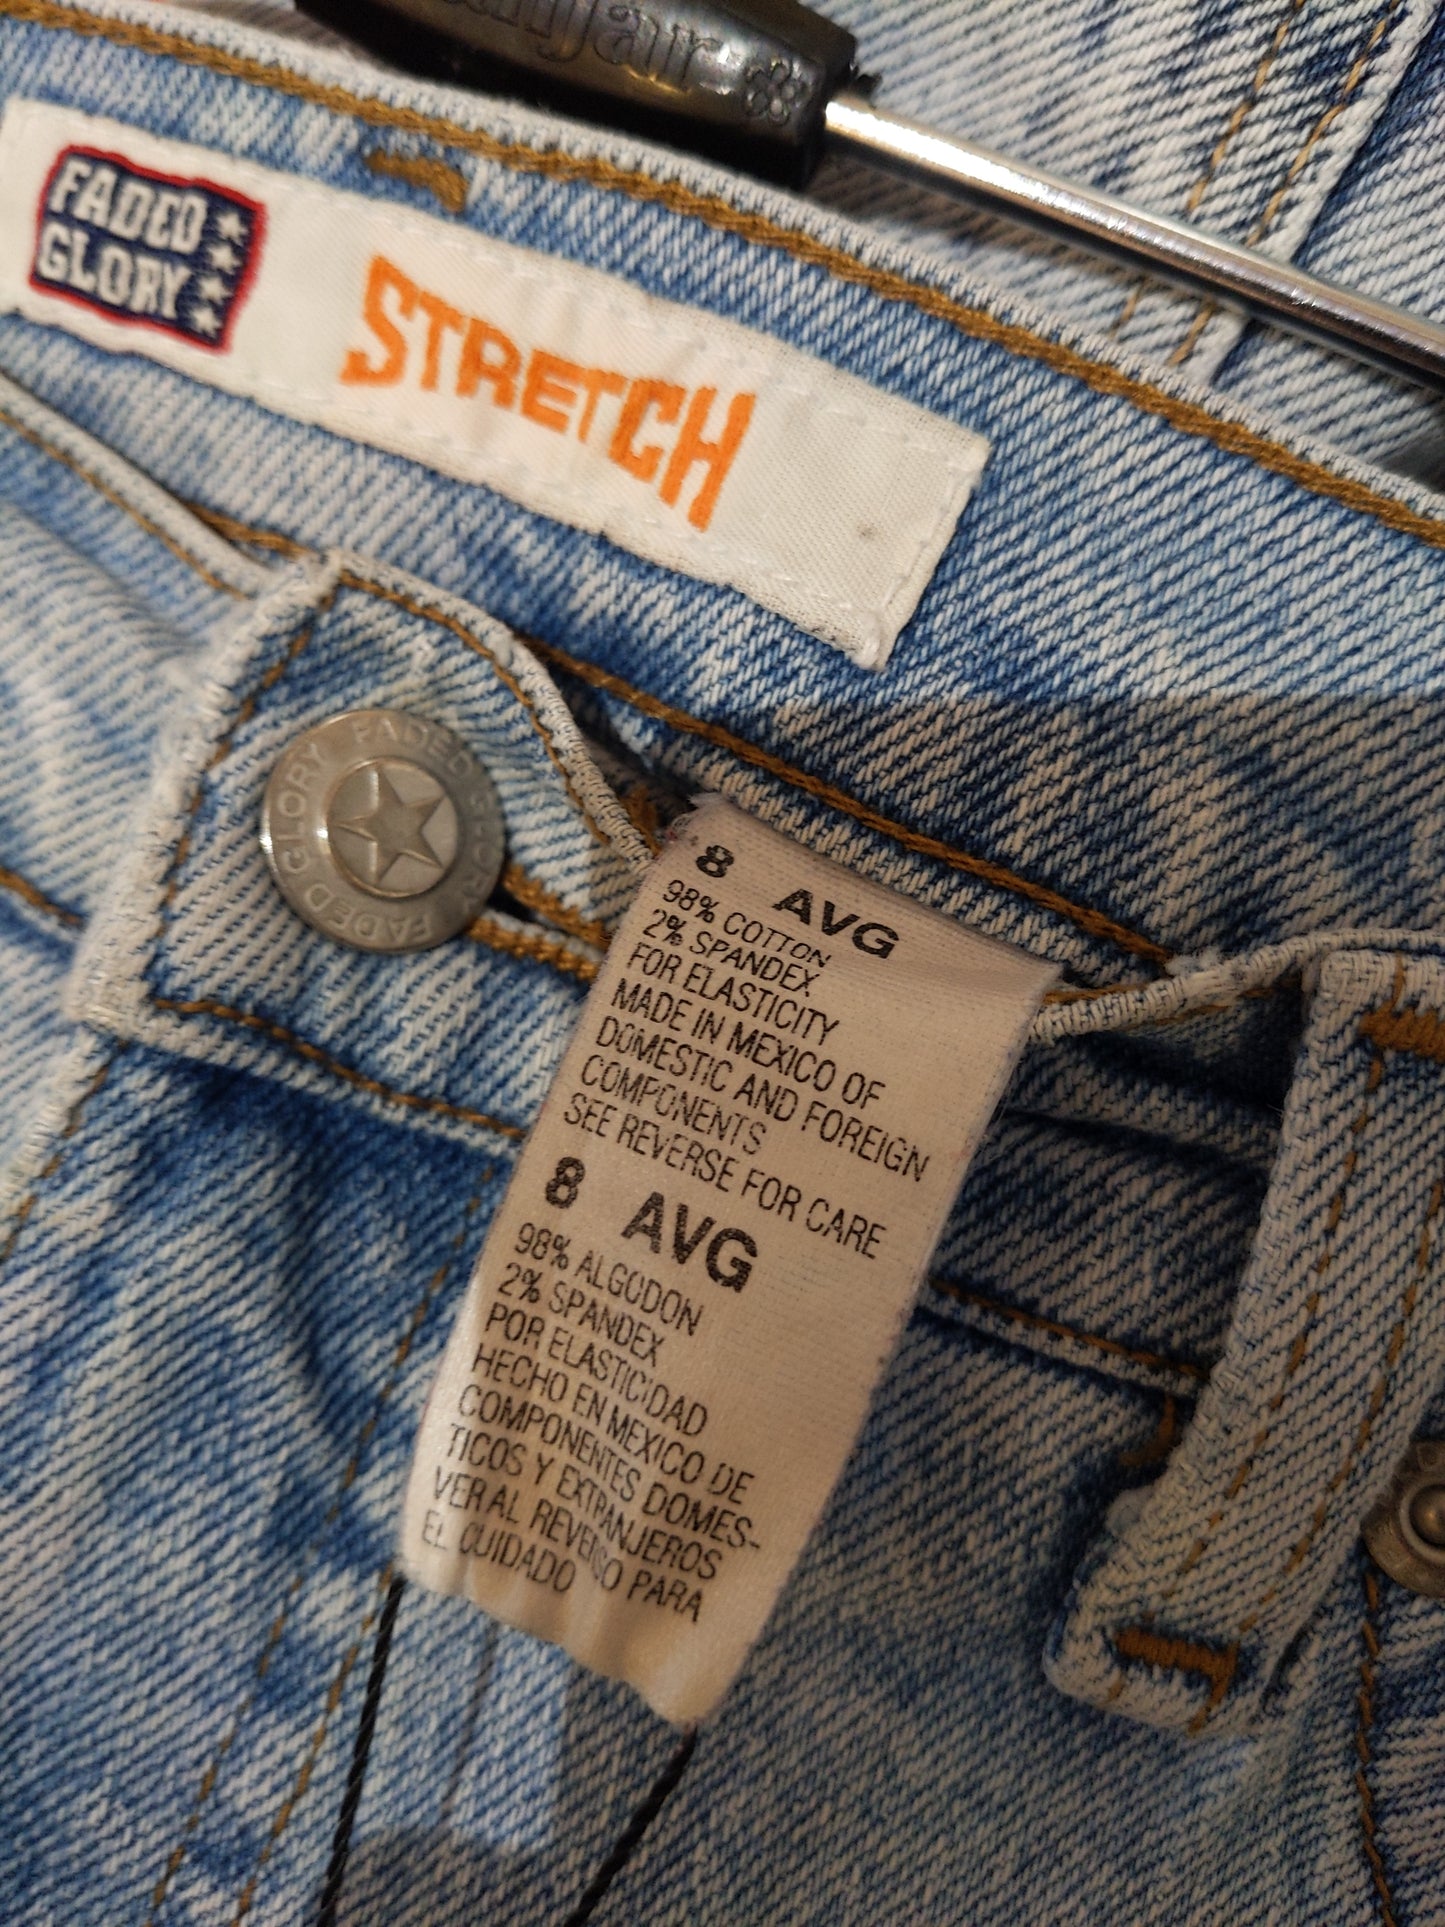 FADED
GLORY
STRETCH
FADED GLORY FADED GLORY
8 AVG
98% COTTON
2% SPANDEX
FOR ELASTICITY
MADE IN MEXICO OF
DOMESTIC AND FOREIGN
COMPONENTS
SEE REVERSE FOR CARE
8 AVG
98% ALGODON
2% SPANDEX
POR ELASTICIDAD
HECHO EN MEXICO DE
COMPONENTES DOMES-
TICOS Y EXTRANJEROS
VER AL REVERSO PARA
EL CUIDADO